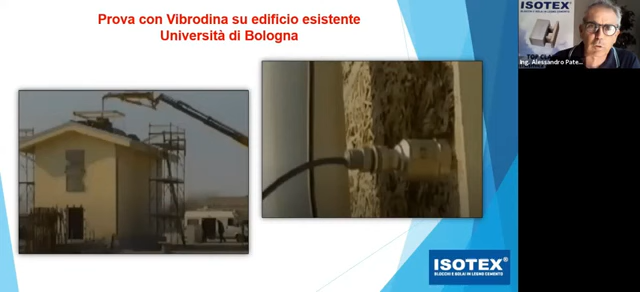 Prova con Vibrodina su edificio esistente
Università di Bologna
ISOTEX®
BLOCCHI E SOLAI IN LEGNO CEMENTO
ISOTEX
Ing. Alessandro Pate...